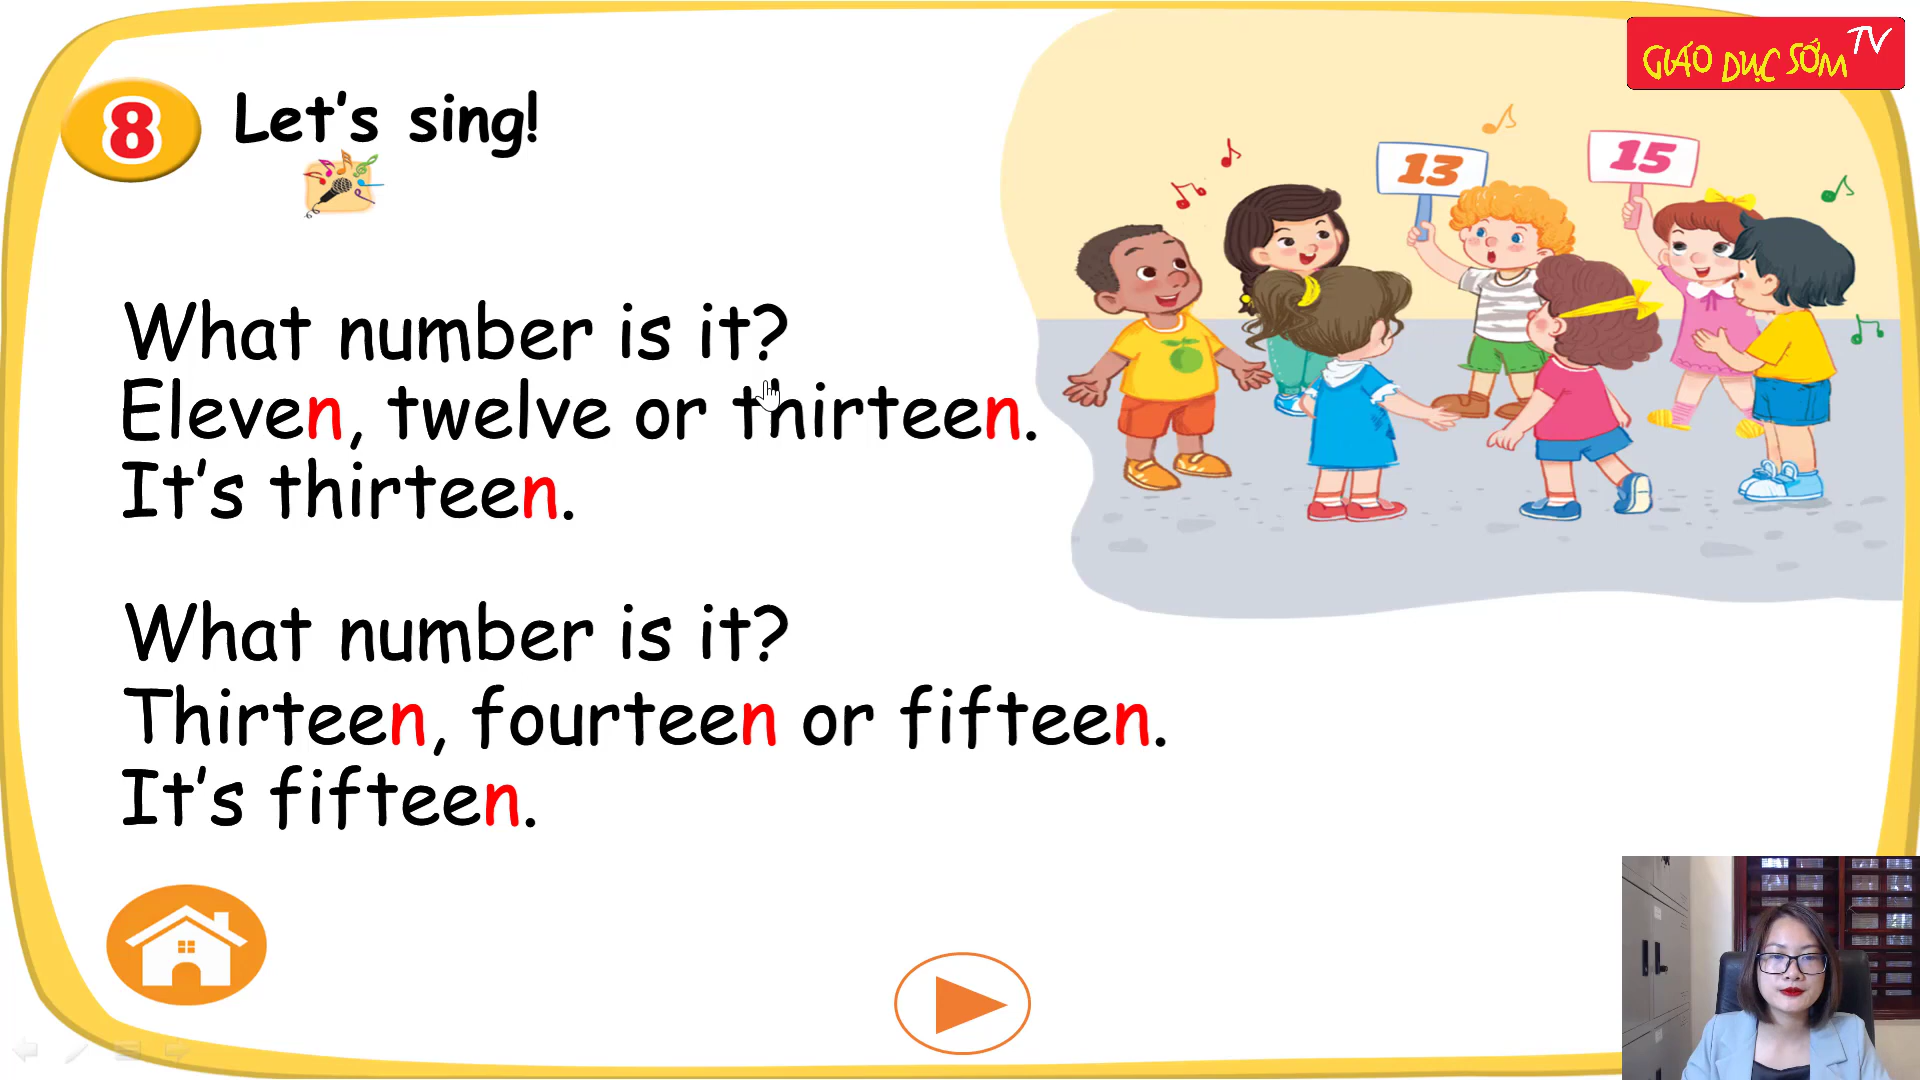 GIÁO DỤC SỚM TV
8 Let's sing!
13
15
What number is it?
Eleven, twelve or thirteen.
It's thirteen.
What number is it?
Thirteen, fourteen or fifteen.
It's fifteen.